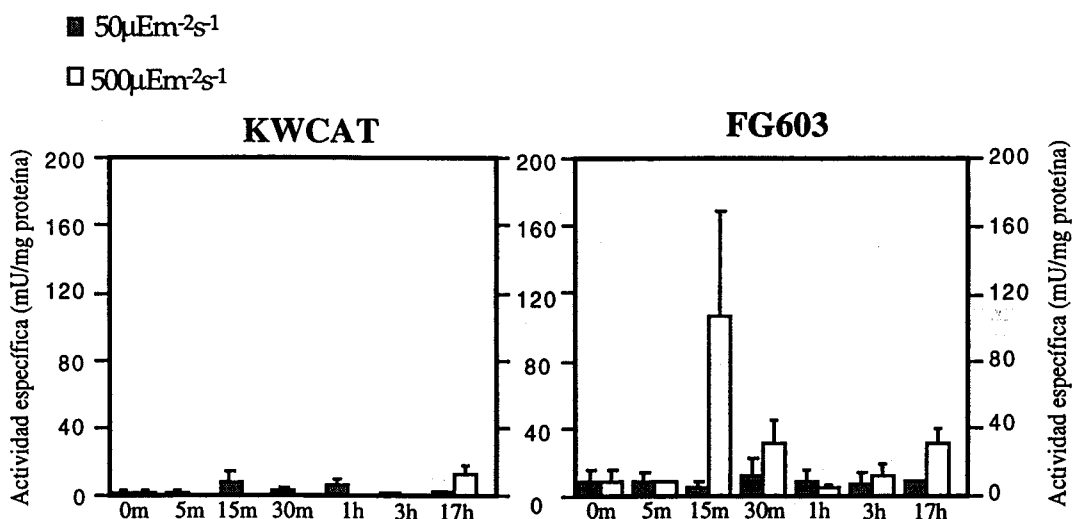 50µEm-2s-1
500µEm-2s-1
KWCAT
FG603
Actividad específica (mU/mg proteína)
200
160
120
80
40
0
0m 5m 15m 30m 1h 3h 17h
200
160
120
80
40
0
0m 5m 15m 30m 1h 3h 17h
200
160
120
80
40
0
Actividad específica (mU/mg proteína)